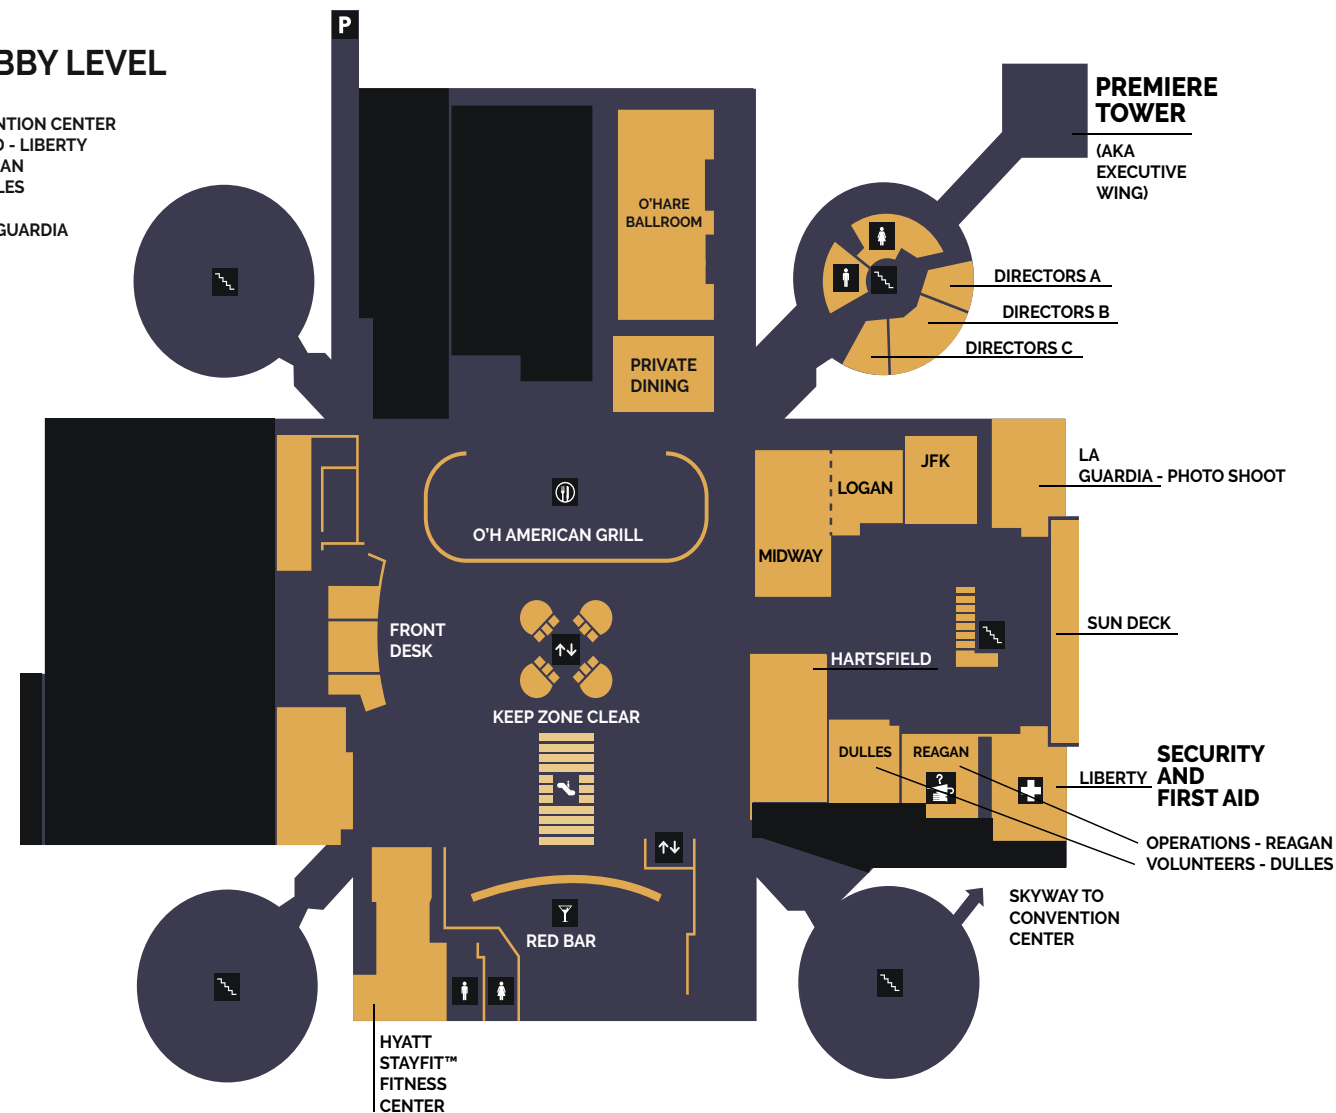 P
BBY LEVEL
NTION CENTER
- LIBERTY
AN
LES
GUARDIA
PREMIERE
TOWER
(AKA
EXECUTIVE
WING)
O'HARE
BALLROOM
PRIVATE
DINING
DIRECTORS A
DIRECTORS B
DIRECTORS C
LA
GUARDIA - PHOTO SHOOT
JFK
LOGAN
MIDWAY
O'H AMERICAN GRILL
FRONT
DESK
SUN DECK
HARTSFIELD
KEEP ZONE CLEAR
DULLES
REAGAN
LIBERTY
SECURITY
AND
FIRST AID
OPERATIONS - REAGAN
VOLUNTEERS - DULLES
SKYWAY TO
CONVENTION
CENTER
RED BAR
HYATT
STAYFIT™
FITNESS
CENTER